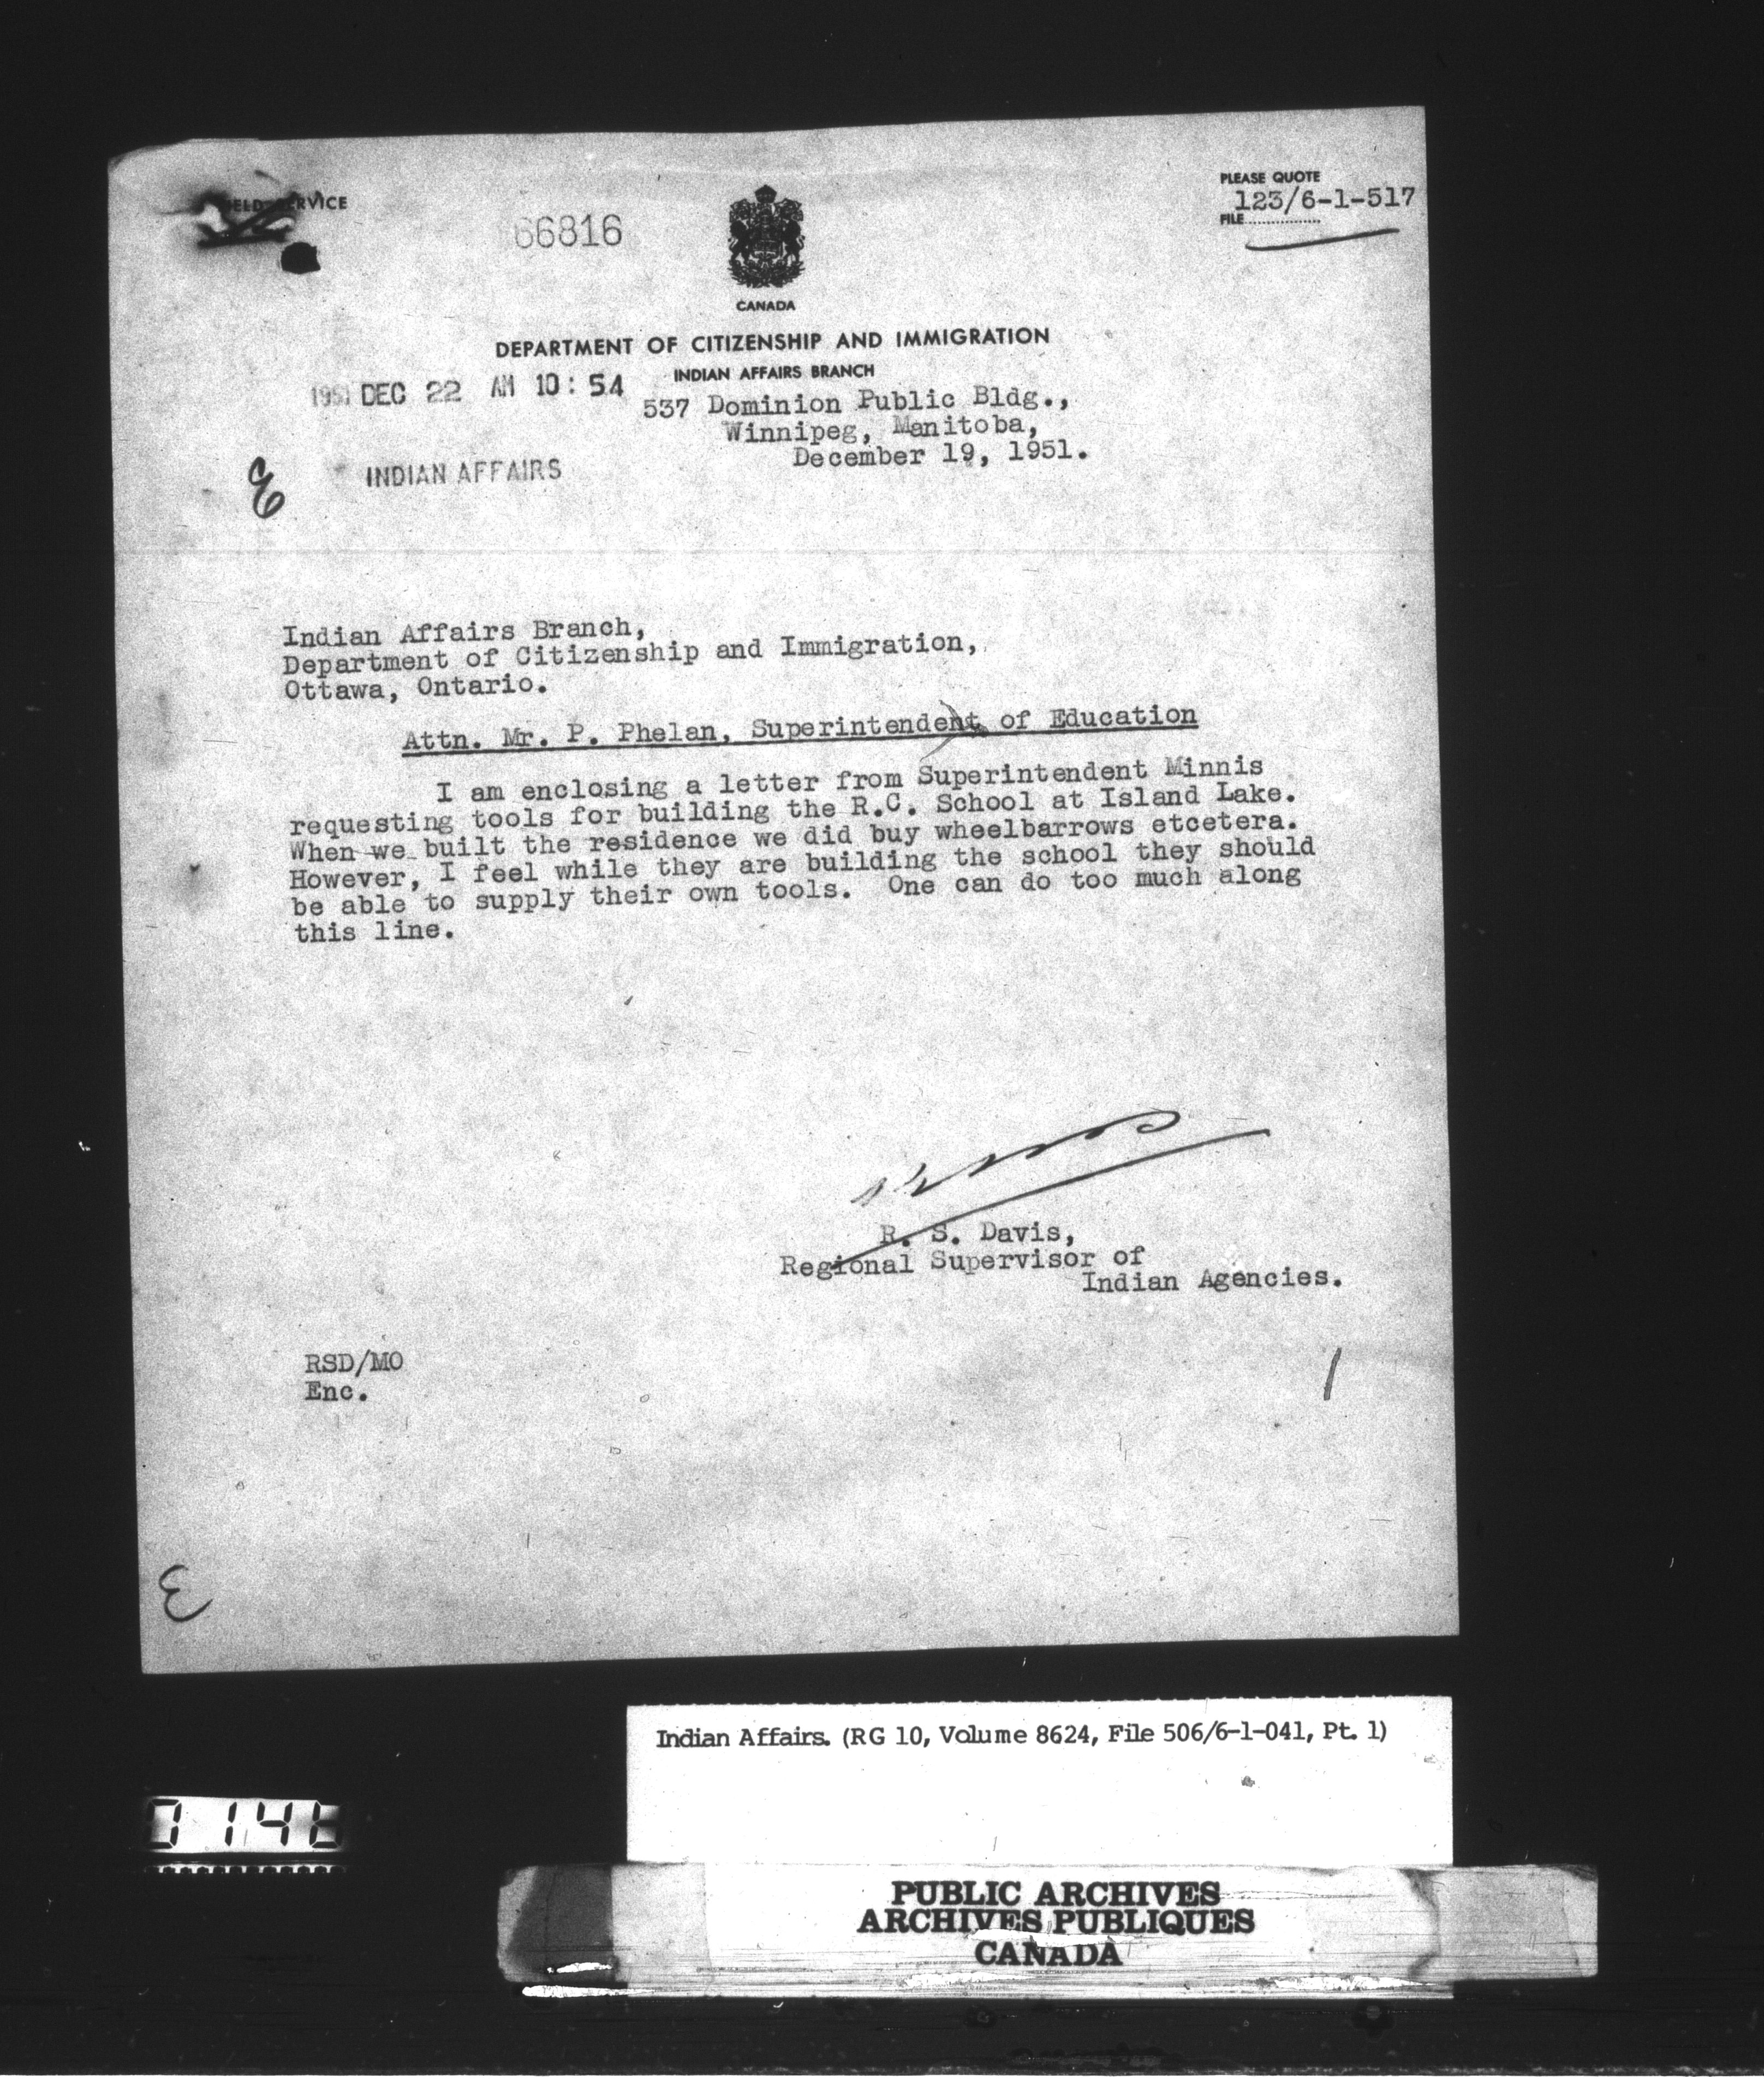 FIELD SERVICE
66816
PLEASE QUOTE
123/6-1-517
FILE..................
CANADA
DEPARTMENT OF CITIZENSHIP AND IMMIGRATION
INDIAN AFFAIRS BRANCH
1951 DEC 22 AM 10:54
537 Dominion Public Bldg.,
Winnipeg, Manitoba,
December 19, 1951.
INDIAN AFFAIRS
Indian Affairs Branch,
Department of Citizenship and Immigration,
Ottawa, Ontario.
Attn. Mr. P. Phelan, Superintendent of Education
I am enclosing a letter from Superintendent Minnis
requesting tools for building the R.C. School at Island Lake.
When we built the residence we did buy wheelbarrows etcetera.
However, I feel while they are building the school they should
be able to supply their own tools. One can do too much along
this line.
R. S. Davis,
Regional Supervisor of
Indian Agencies.
RSD/MO
Enc.
Indian Affairs. (RG 10, Volume 8624, File 506/6-1-041, Pt. 1)
PUBLIC ARCHIVES
ARCHIVES PUBLIQUES
CANADA